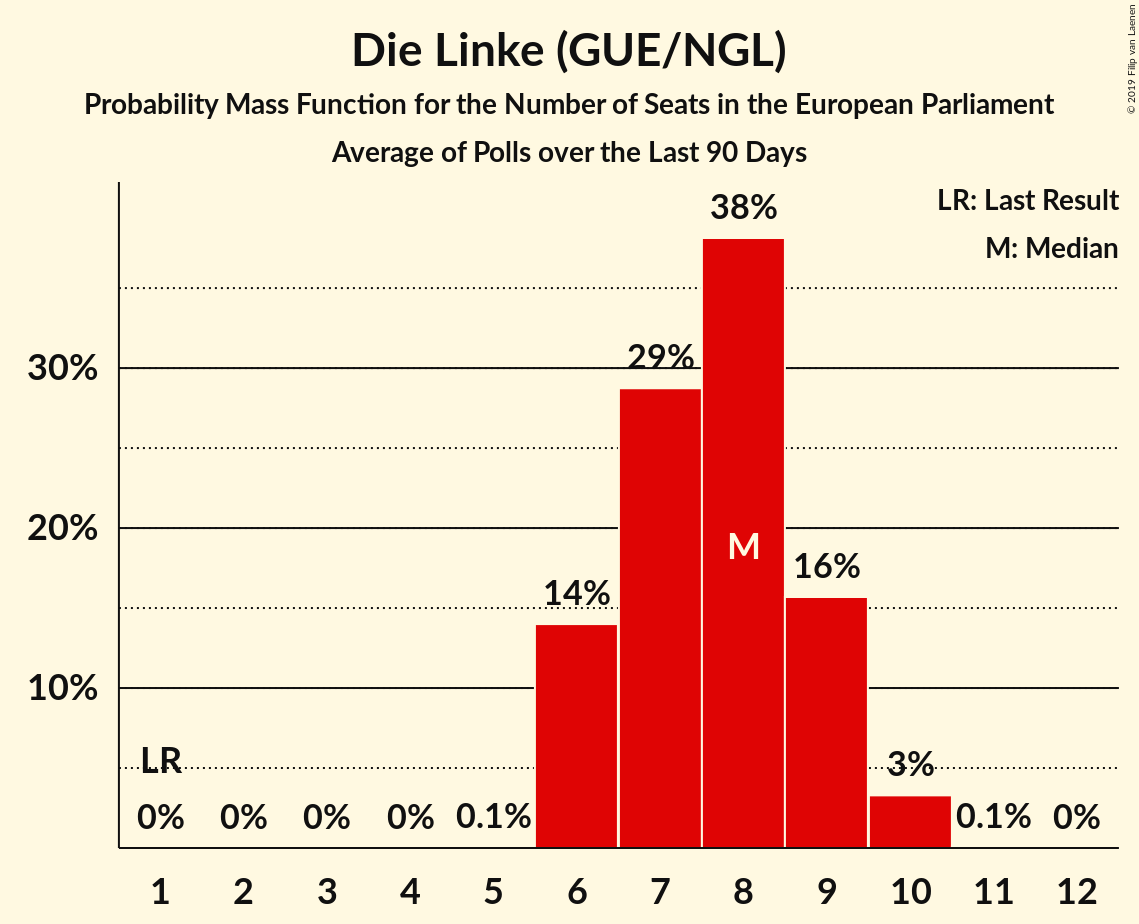 Die Linke (GUE/NGL)
Probability Mass Function for the Number of Seats in the European Parliament
Average of Polls over the Last 90 Days
© 2019 Filip van Laenen
LR: Last Result
M: Median
38%
30%
29%
20%
M
16%
14%
10%
LR
3%
0%
0%
0%
0%
0.1%
0.1%
0%
1 2 3 4 5 6 7 8 9 10 11 12